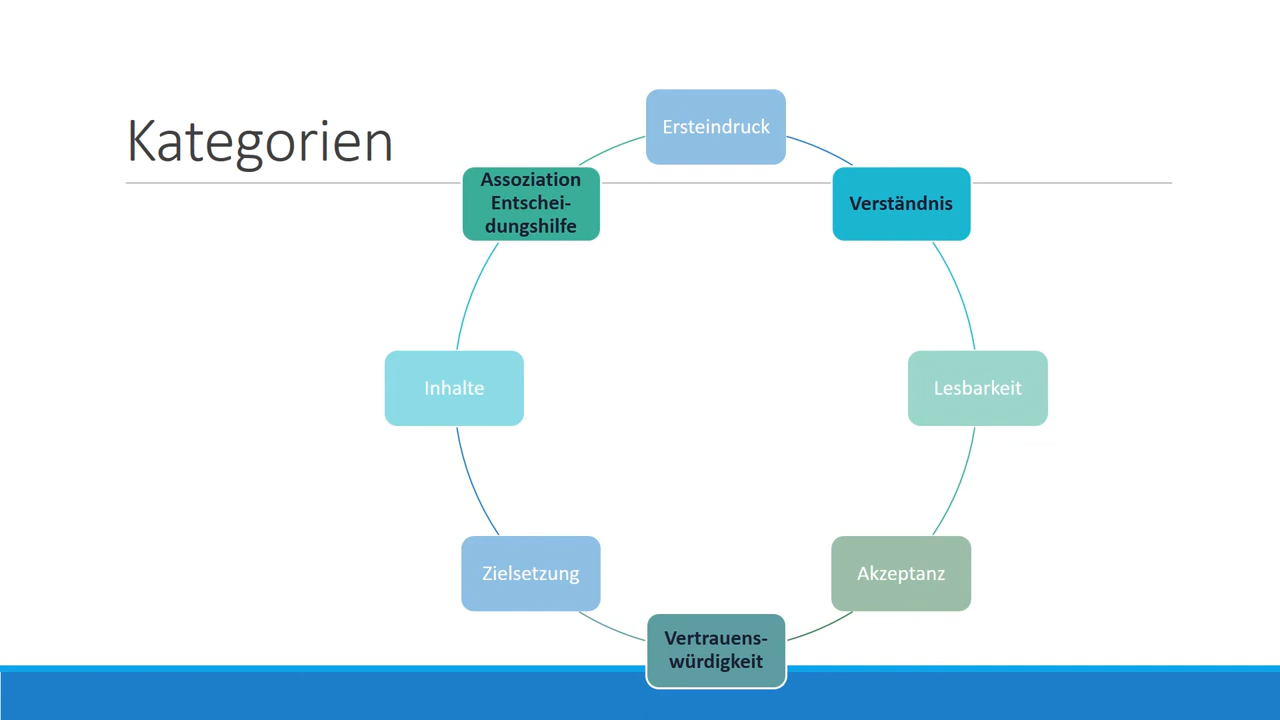 Kategorien
Ersteindruck
Assoziation
Entschei-
dungshilfe
Verständnis
Inhalte
Lesbarkeit
Zielsetzung
Akzeptanz
Vertrauens-
würdigkeit